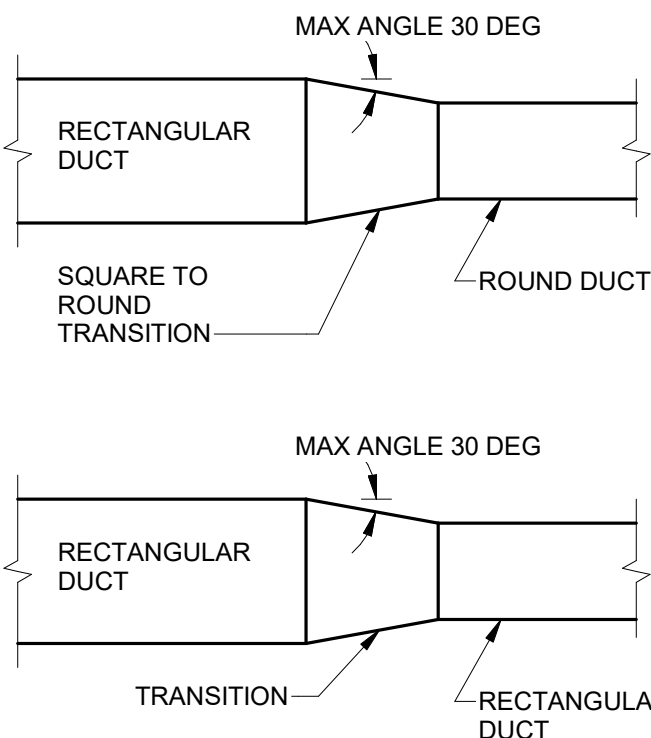 MAX ANGLE 30 DEG
RECTANGULAR
DUCT
SQUARE TO
ROUND
TRANSITION
ROUND DUCT
MAX ANGLE 30 DEG
RECTANGULAR
DUCT
TRANSITION
RECTANGULA
DUCT